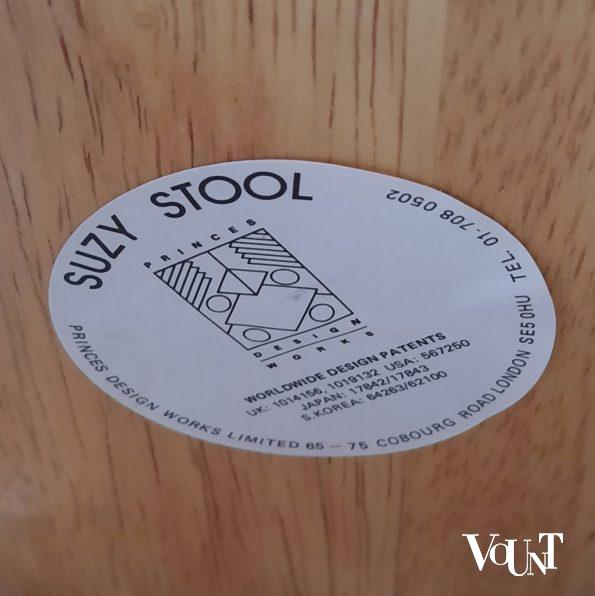 SUZY STOOL
PRINCES
DESIGN
WORKS
WORLDWIDE DESIGN PATENTS
UK: 1014156, 1019132 USA: 567250
JAPAN: 17842/17843
S.KOREA: 64263/62100
PRINCES DESIGN WORKS LIMITED 65 – 75 COBOURG ROAD LONDON SE5 0HU TEL. 01-708 0502
VOUNT